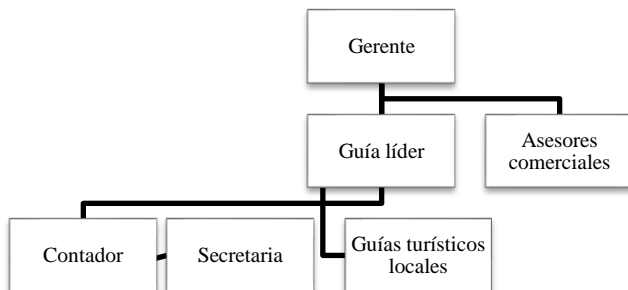 Gerente
Guía líder
Asesores
comerciales
Contador
Secretaria
Guías turísticos
locales